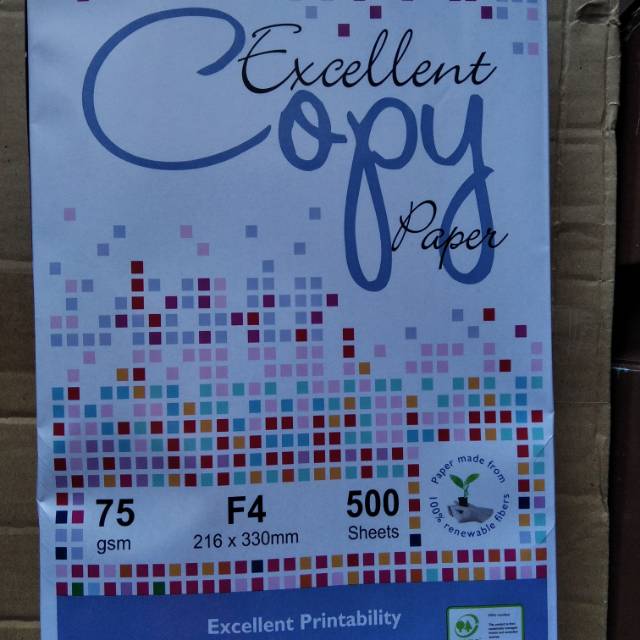 Excellent
Copy
Paper
75
gsm
F4
216 x 330mm
500
Sheets
Paper made from
100% renewable fibers
Excellent Printability